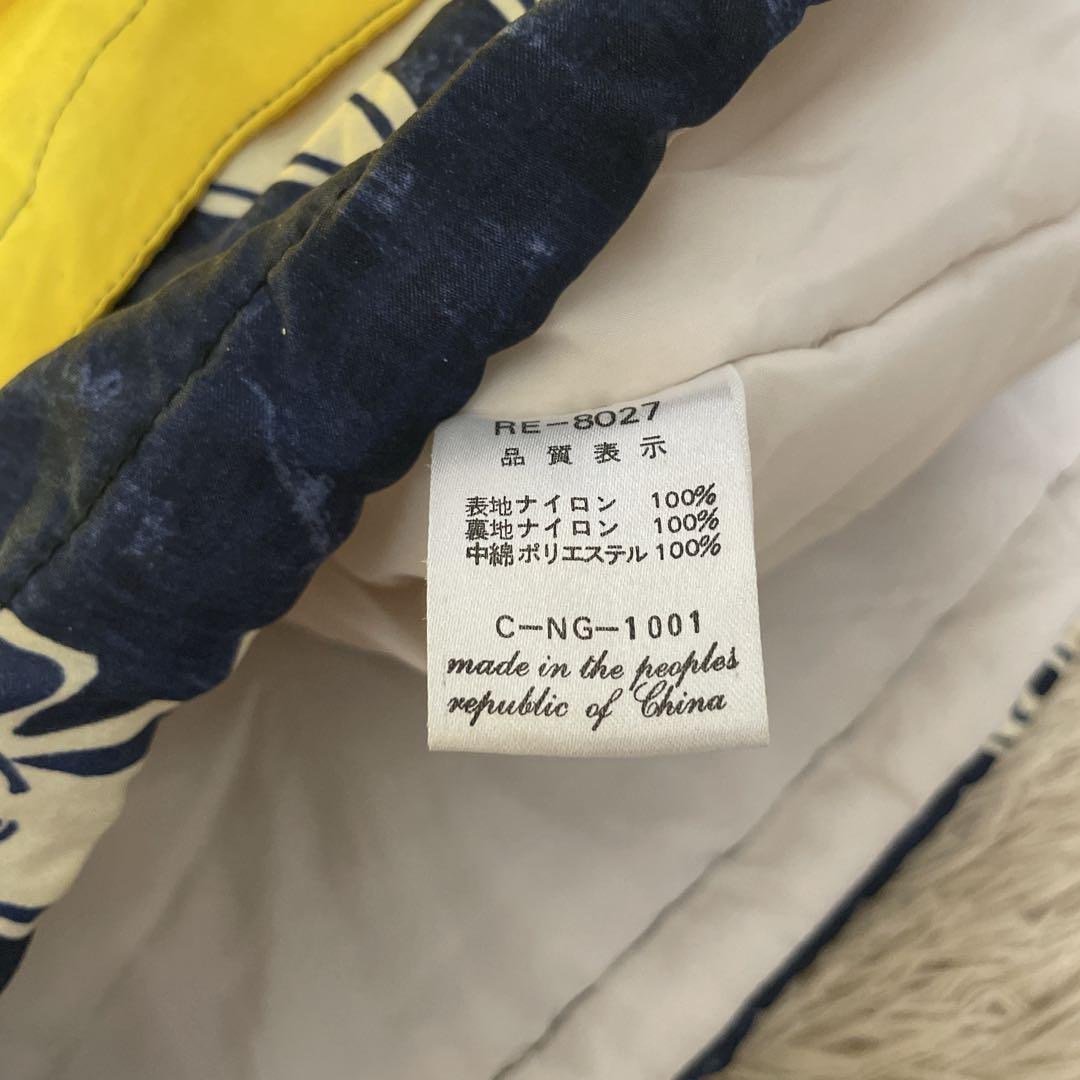 RE-8027
品質表示
表地ナイロン 100%
裏地ナイロン 100%
中綿ポリエステル 100%
C-NG-1001
made in the peoples
republic of China